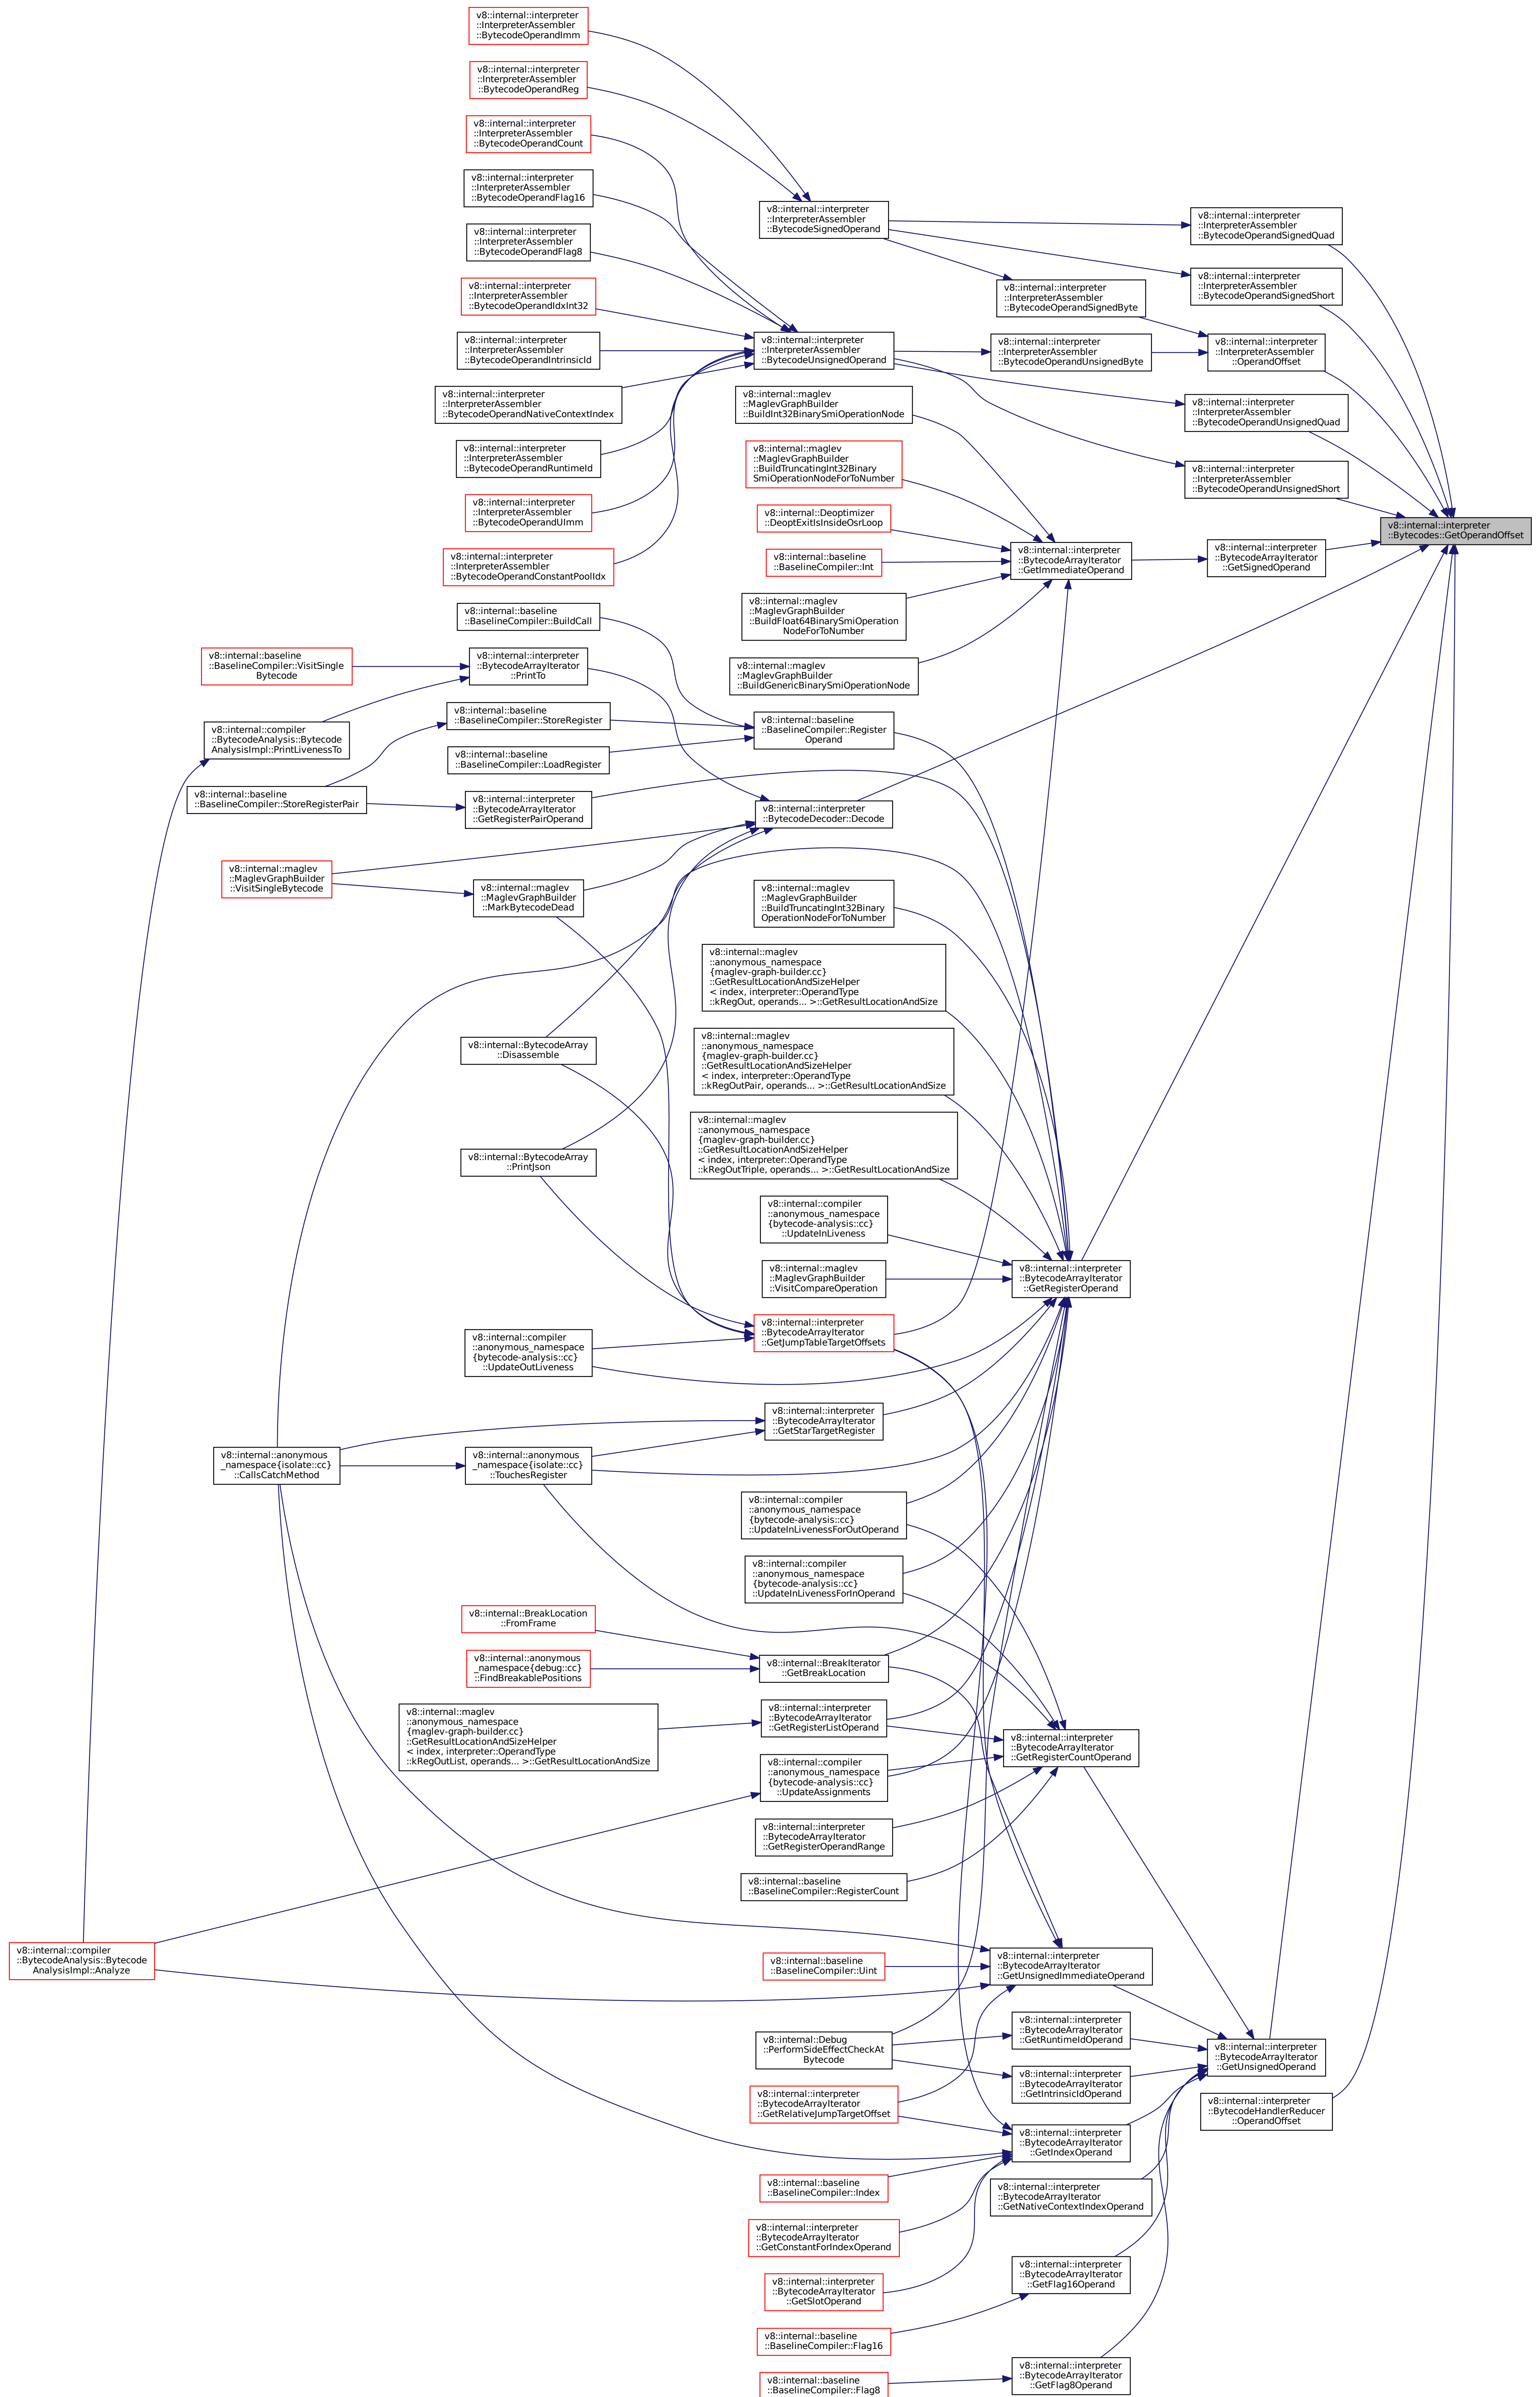 v8::internal::interpreter
::InterpreterAssembler
::BytecodeOperandImm
v8::internal::interpreter
::InterpreterAssembler
::BytecodeOperandReg
v8::internal::interpreter
::InterpreterAssembler
::BytecodeOperandCount
v8::internal::interpreter
::InterpreterAssembler
::BytecodeOperandFlag16
v8::internal::interpreter
::InterpreterAssembler
::BytecodeOperandFlag8
v8::internal::interpreter
::InterpreterAssembler
::BytecodeOperandIdxInt32
v8::internal::interpreter
::InterpreterAssembler
::BytecodeOperandIntrinsicId
v8::internal::interpreter
::InterpreterAssembler
::BytecodeOperandNativeContextIndex
v8::internal::interpreter
::InterpreterAssembler
::BytecodeOperandRuntimeId
v8::internal::interpreter
::InterpreterAssembler
::BytecodeOperandUImm
v8::internal::interpreter
::InterpreterAssembler
::BytecodeOperandConstantPoolIdx
v8::internal::interpreter
::InterpreterAssembler
::BytecodeSignedOperand
v8::internal::interpreter
::InterpreterAssembler
::BytecodeUnsignedOperand
v8::internal::interpreter
::InterpreterAssembler
::BytecodeOperandSignedQuad
v8::internal::interpreter
::InterpreterAssembler
::BytecodeOperandSignedShort
v8::internal::interpreter
::InterpreterAssembler
::BytecodeOperandSignedByte
v8::internal::interpreter
::InterpreterAssembler
::BytecodeOperandUnsignedByte
v8::internal::interpreter
::InterpreterAssembler
::OperandOffset
v8::internal::interpreter
::InterpreterAssembler
::BytecodeOperandUnsignedQuad
v8::internal::interpreter
::InterpreterAssembler
::BytecodeOperandUnsignedShort
v8::internal::interpreter
::Bytecodes::GetOperandOffset
v8::internal::interpreter
::BytecodeArrayIterator
::GetSignedOperand
v8::internal::interpreter
::BytecodeArrayIterator
::GetImmediateOperand
v8::internal::maglev
::MaglevGraphBuilder
::BuildInt32BinarySmiOperationNode
v8::internal::maglev
::MaglevGraphBuilder
::BuildTruncatingInt32Binary
SmiOperationNodeForToNumber
v8::internal::Deoptimizer
::DeoptExitIsInsideOsrLoop
v8::internal::baseline
::BaselineCompiler::Int
v8::internal::maglev
::MaglevGraphBuilder
::BuildFloat64BinarySmiOperation
NodeForToNumber
v8::internal::maglev
::MaglevGraphBuilder
::BuildGenericBinarySmiOperationNode
v8::internal::baseline
::BaselineCompiler::BuildCall
v8::internal::interpreter
::BytecodeArrayIterator
::PrintTo
v8::internal::baseline
::BaselineCompiler::VisitSingle
Bytecode
v8::internal::compiler
::BytecodeAnalysis::Bytecode
AnalysisImpl::PrintLivenessTo
v8::internal::baseline
::BaselineCompiler::StoreRegister
v8::internal::baseline
::BaselineCompiler::LoadRegister
v8::internal::baseline
::BaselineCompiler::Register
Operand
v8::internal::baseline
::BaselineCompiler::StoreRegisterPair
v8::internal::interpreter
::BytecodeArrayIterator
::GetRegisterPairOperand
v8::internal::interpreter
::BytecodeDecoder::Decode
v8::internal::maglev
::MaglevGraphBuilder
::VisitSingleBytecode
v8::internal::maglev
::MaglevGraphBuilder
::MarkBytecodeDead
v8::internal::maglev
::MaglevGraphBuilder
::BuildTruncatingInt32Binary
OperationNodeForToNumber
v8::internal::maglev
::anonymous_namespace
{maglev-graph-builder.cc}
::GetResultLocationAndSizeHelper
< index, interpreter::OperandType
::kRegOut, operands... >::GetResultLocationAndSize
v8::internal::BytecodeArray
::Disassemble
v8::internal::maglev
::anonymous_namespace
{maglev-graph-builder.cc}
::GetResultLocationAndSizeHelper
< index, interpreter::OperandType
::kRegOutPair, operands... >::GetResultLocationAndSize
v8::internal::BytecodeArray
::PrintJson
v8::internal::maglev
::anonymous_namespace
{maglev-graph-builder.cc}
::GetResultLocationAndSizeHelper
< index, interpreter::OperandType
::kRegOutTriple, operands... >::GetResultLocationAndSize
v8::internal::compiler
::anonymous_namespace
{bytecode-analysis::cc}
::UpdateInLiveness
v8::internal::maglev
::MaglevGraphBuilder
::VisitCompareOperation
v8::internal::interpreter
::BytecodeArrayIterator
::GetRegisterOperand
v8::internal::interpreter
::BytecodeArrayIterator
::GetJumpTableTargetOffsets
v8::internal::compiler
::anonymous_namespace
{bytecode-analysis::cc}
::UpdateOutLiveness
v8::internal::interpreter
::BytecodeArrayIterator
::GetStarTargetRegister
v8::internal::anonymous
_namespace{isolate::cc}
::CallsCatchMethod
v8::internal::anonymous
_namespace{isolate::cc}
::TouchesRegister
v8::internal::compiler
::anonymous_namespace
{bytecode-analysis::cc}
::UpdateInLivenessForOutOperand
v8::internal::compiler
::anonymous_namespace
{bytecode-analysis::cc}
::UpdateInLivenessForInOperand
v8::internal::BreakLocation
::FromFrame
v8::internal::anonymous
_namespace{debug::cc}
::FindBreakablePositions
v8::internal::BreakIterator
::GetBreakLocation
v8::internal::maglev
::anonymous_namespace
{maglev-graph-builder.cc}
::GetResultLocationAndSizeHelper
< index, interpreter::OperandType
::kRegOutList, operands... >::GetResultLocationAndSize
v8::internal::interpreter
::BytecodeArrayIterator
::GetRegisterListOperand
v8::internal::interpreter
::BytecodeArrayIterator
::GetRegisterCountOperand
v8::internal::compiler
::anonymous_namespace
{bytecode-analysis::cc}
::UpdateAssignments
v8::internal::interpreter
::BytecodeArrayIterator
::GetRegisterOperandRange
v8::internal::baseline
::BaselineCompiler::RegisterCount
v8::internal::compiler
::BytecodeAnalysis::Bytecode
AnalysisImpl::Analyze
v8::internal::baseline
::BaselineCompiler::Uint
v8::internal::interpreter
::BytecodeArrayIterator
::GetUnsignedImmediateOperand
v8::internal::Debug
::PerformSideEffectCheckAt
Bytecode
v8::internal::interpreter
::BytecodeArrayIterator
::GetRuntimeIdOperand
v8::internal::interpreter
::BytecodeArrayIterator
::GetUnsignedOperand
v8::internal::interpreter
::BytecodeArrayIterator
::GetIntrinsicIdOperand
v8::internal::interpreter
::BytecodeHandlerReducer
::OperandOffset
v8::internal::interpreter
::BytecodeArrayIterator
::GetRelativeJumpTargetOffset
v8::internal::interpreter
::BytecodeArrayIterator
::GetIndexOperand
v8::internal::baseline
::BaselineCompiler::Index
v8::internal::interpreter
::BytecodeArrayIterator
::GetNativeContextIndexOperand
v8::internal::interpreter
::BytecodeArrayIterator
::GetConstantForIndexOperand
v8::internal::interpreter
::BytecodeArrayIterator
::GetSlotOperand
v8::internal::interpreter
::BytecodeArrayIterator
::GetFlag16Operand
v8::internal::baseline
::BaselineCompiler::Flag16
v8::internal::interpreter
::BytecodeArrayIterator
::GetFlag8Operand
v8::internal::baseline
::BaselineCompiler::Flag8